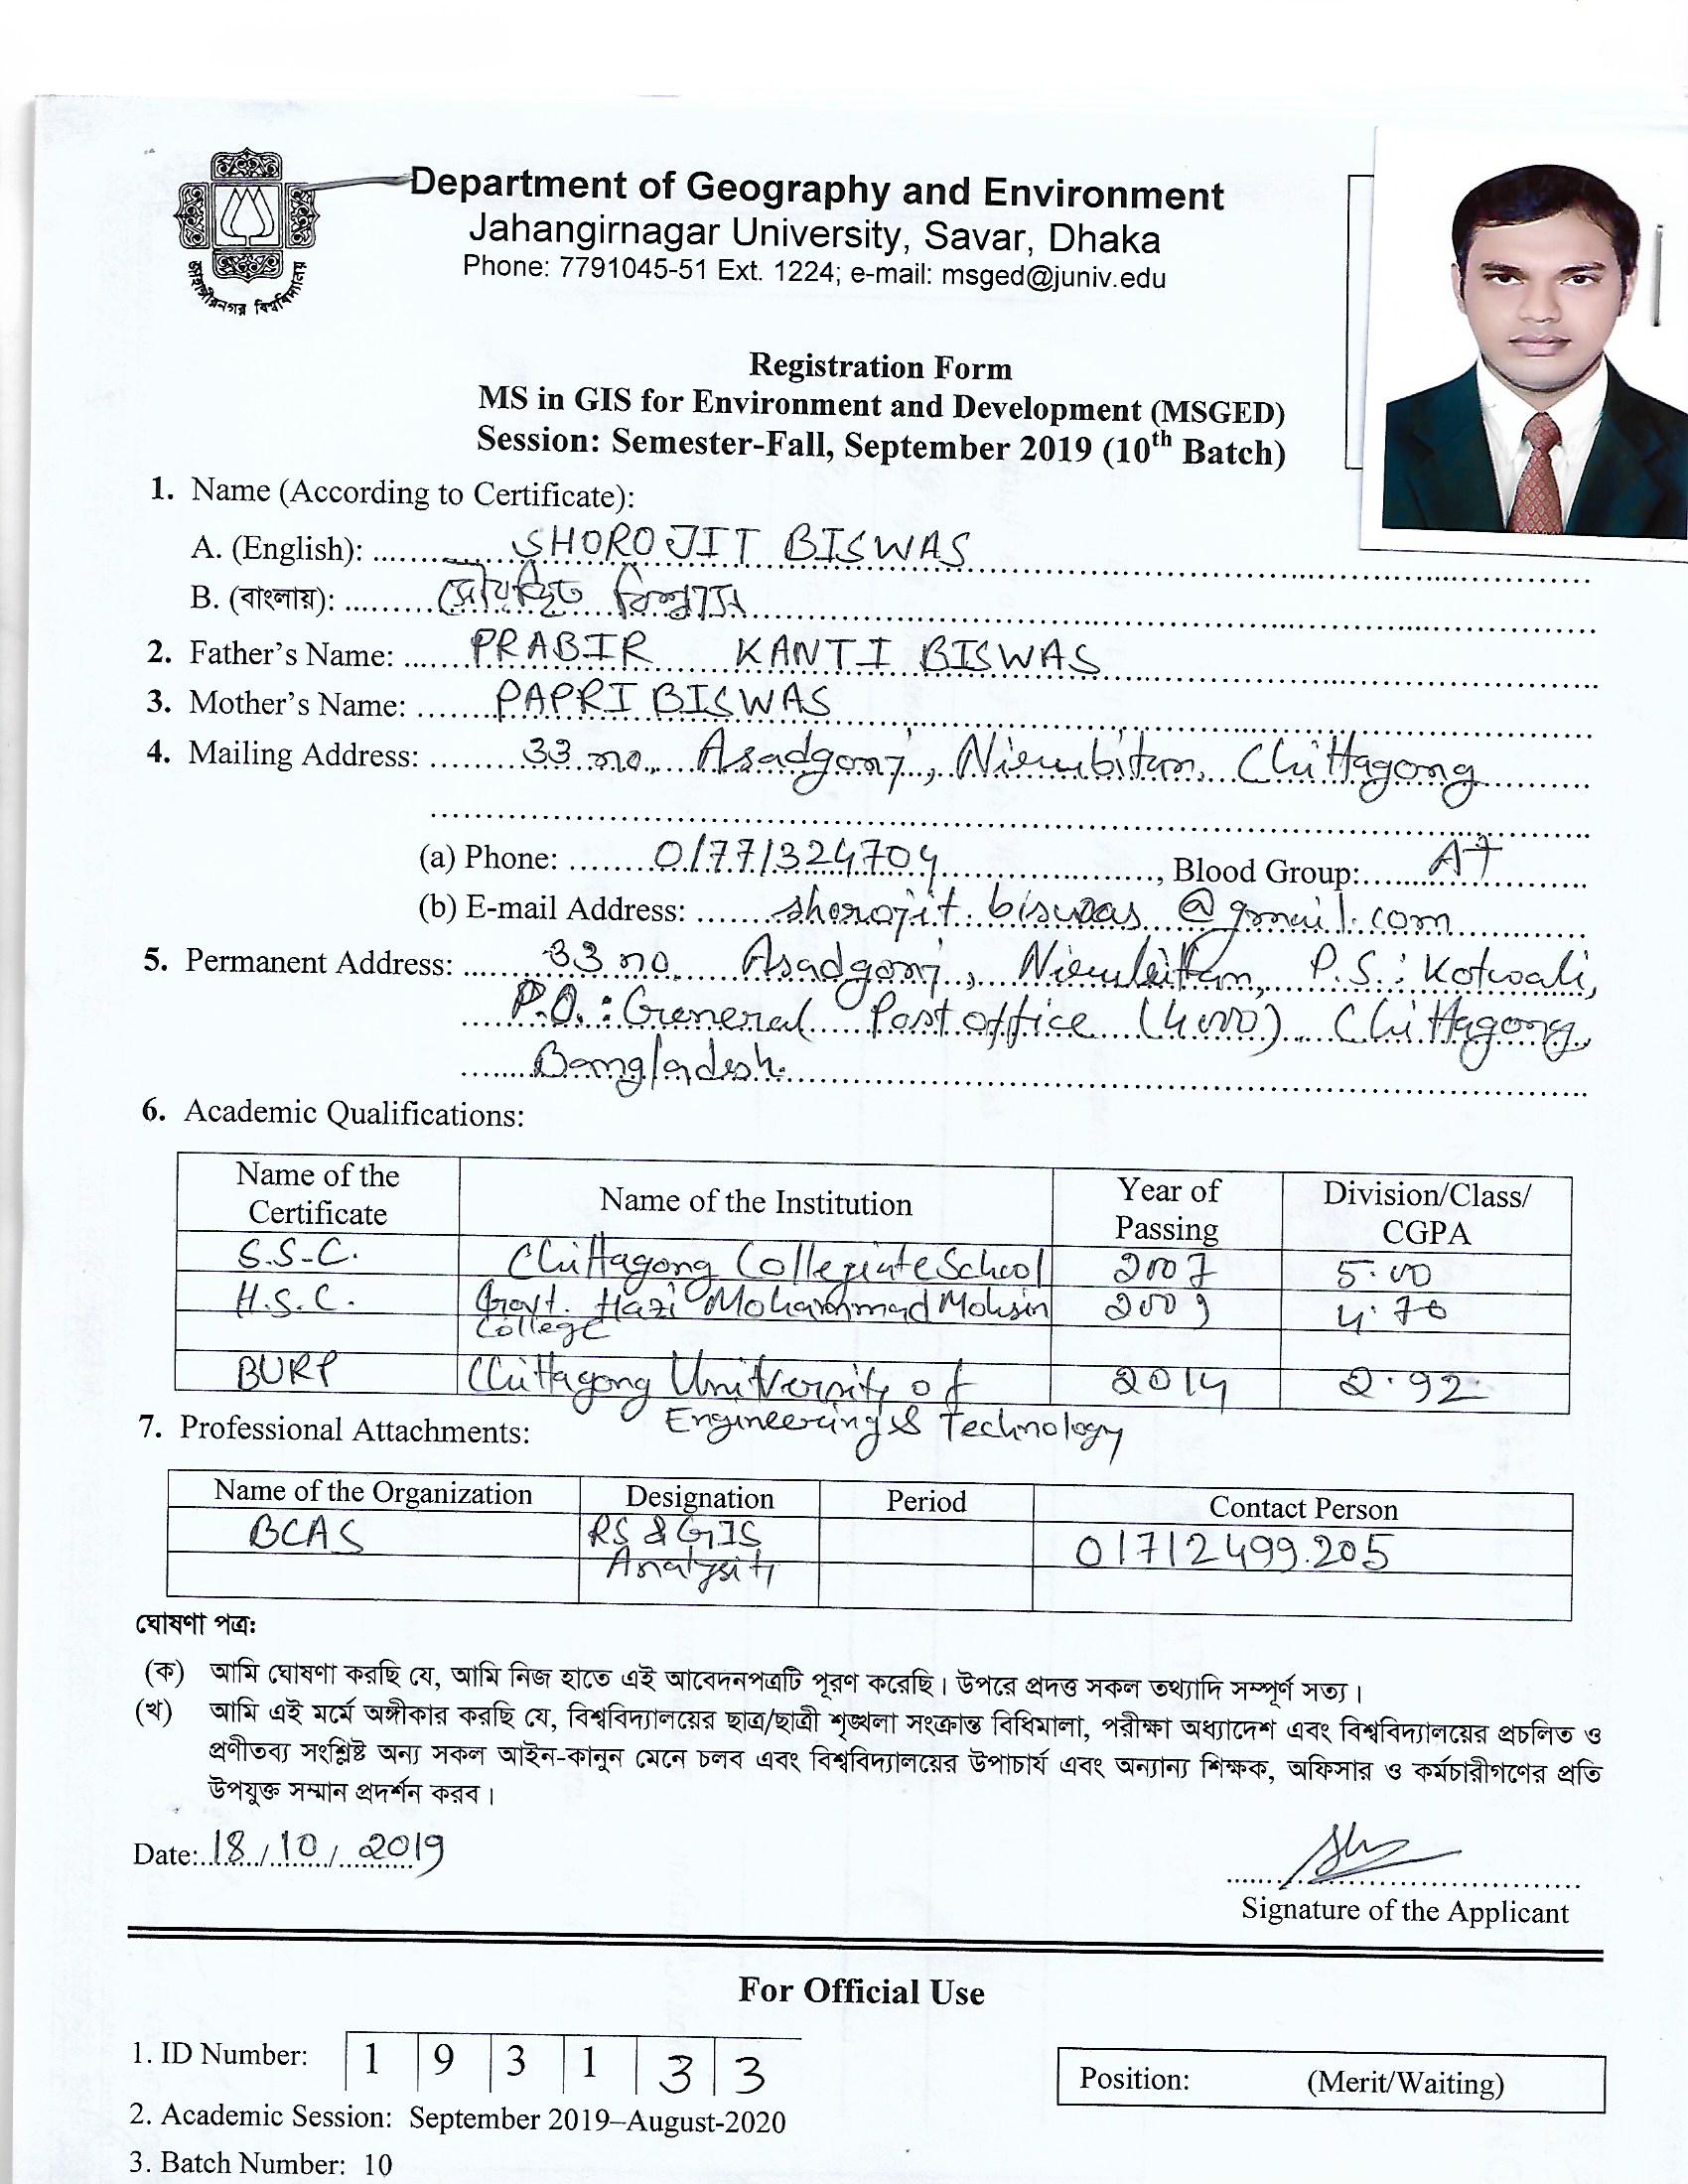 জাহাঙ্গীরনগর বিশ্ববিদ্যালয়
Department of Geography and Environment
Jahangirnagar University, Savar, Dhaka
Phone: 7791045-51 Ext. 1224; e-mail: msged@juniv.edu
Registration Form
MS in GIS for Environment and Development (MSGED)
Session: Semester-Fall, September 2019 (10th Batch)
1. Name (According to Certificate):
A. (English): SHOROJIT BISWAS
B. (বাংলায়): বিশ্বাস
2. Father's Name: PRABIR KANTI BISWAS
3. Mother's Name: PAPRI BISWAS
4. Mailing Address: 33 no, Asadgonj, Chittagong
(a) Phone: 01771324704, Blood Group: A+
(b) E-mail Address: shorojit.biswas@gmail.com
5. Permanent Address: 33 no. Asadgonj, P.S.: Kotwali,
P.O.: General Post office (4000) Chittagong,
Bangladesh.
6. Academic Qualifications:
Name of the Certificate Name of the Institution Year of Passing Division/Class/ CGPA
S.S.C. Chittagong Collegiate School 2007 5.00
H.S.C. Govt. Hazi Mohammad Mohsin College 2009 4.70
BURP Chittagong University of Engineering & Technology 2014 2.92
7. Professional Attachments:
Name of the Organization Designation Period Contact Person
BCAS RS & GIS 01712499205
ঘোষণা পত্র:
(ক) আমি ঘোষণা করছি যে, আমি নিজ হাতে এই আবেদনপত্রটি পূরণ করেছি। উপরে প্রদত্ত সকল তথ্যাদি সম্পূর্ণ সত্য।
(খ) আমি এই মর্মে অঙ্গীকার করছি যে, বিশ্ববিদ্যালয়ের ছাত্র/ছাত্রী শৃঙ্খলা সংক্রান্ত বিধিমালা, পরীক্ষা অধ্যাদেশ এবং বিশ্ববিদ্যালয়ের প্রচলিত ও
প্রণীতব্য সংশ্লিষ্ট অন্য সকল আইন-কানুন মেনে চলব এবং বিশ্ববিদ্যালয়ের উপাচার্য এবং অন্যান্য শিক্ষক, অফিসার ও কর্মচারীগণের প্রতি
উপযুক্ত সম্মান প্রদর্শন করব।
Date: 18/10/2019
Signature of the Applicant
For Official Use
1. ID Number: 1 9 3 1 3 3
Position: (Merit/Waiting)
2. Academic Session: September 2019–August-2020
3. Batch Number: 10